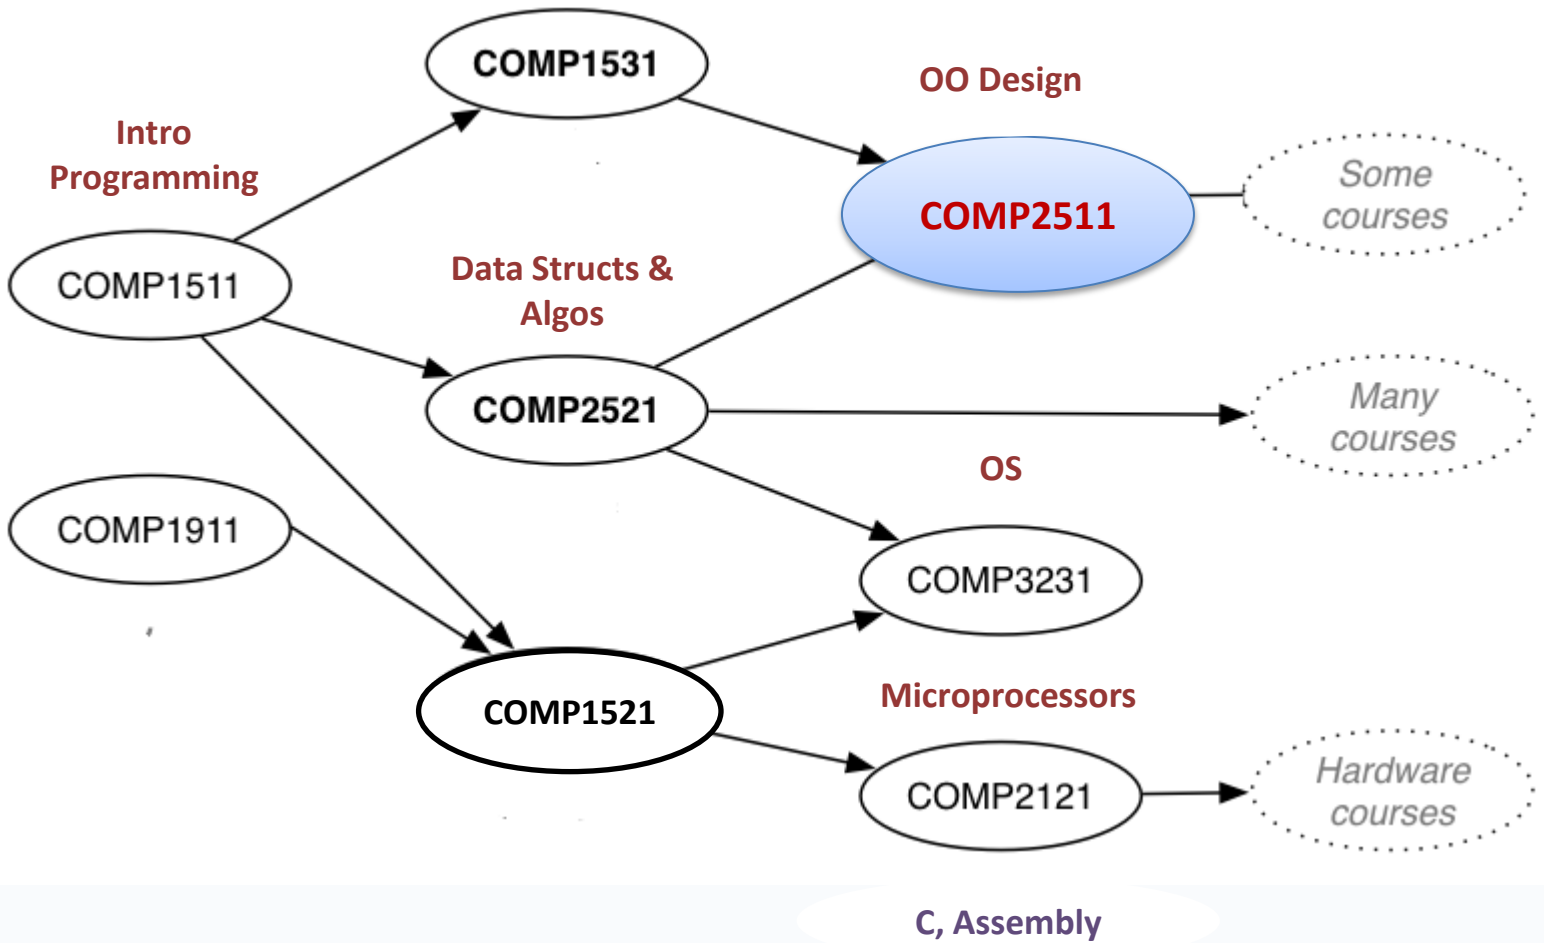 COMP1531
OO Design
Intro
Programming
Some
courses
COMP2511
COMP1511
Data Structs &
Algos
COMP2521
Many
courses
OS
COMP1911
COMP3231
COMP1521
Microprocessors
COMP2121
Hardware
courses
C, Assembly